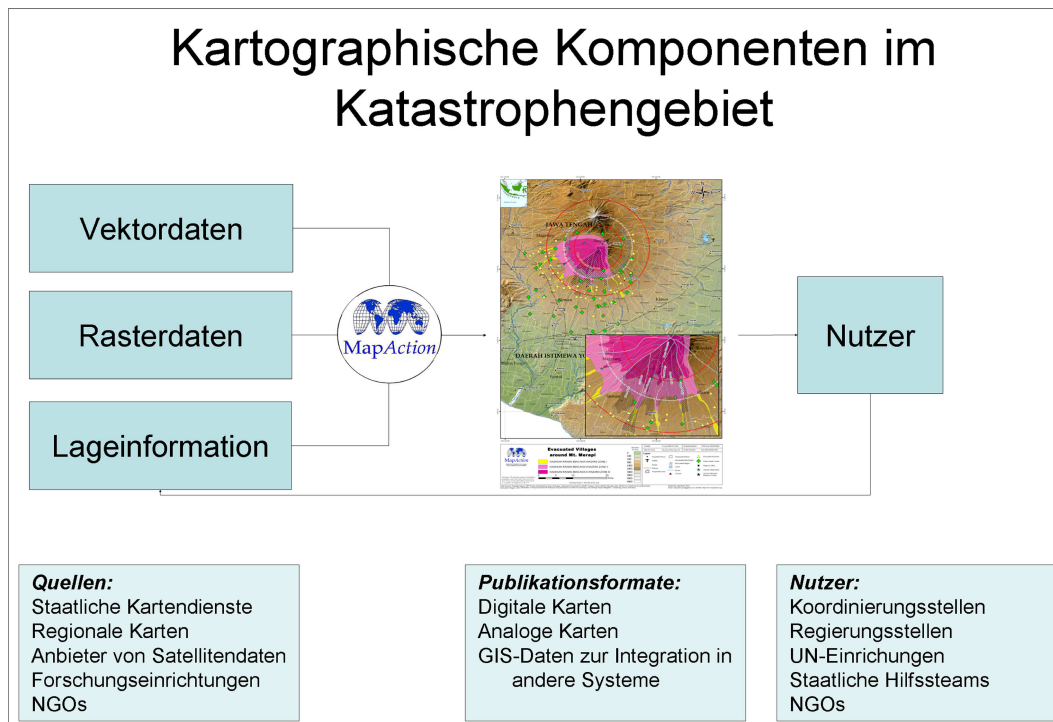 Kartographische Komponenten im
Katastrophengebiet
Vektordaten
Rasterdaten
Lageinformation
MapAction
JAWA TENGAH
DAERAH ISTIMEWA YO
MapAction
Evacuated Villages
around Mt. Merapi
Nutzer
Quellen:
Staatliche Kartendienste
Regionale Karten
Anbieter von Satellitendaten
Forschungseinrichtungen
NGOs
Publikationsformate:
Digitale Karten
Analoge Karten
GIS-Daten zur Integration in
andere Systeme
Nutzer:
Koordinierungsstellen
Regierungsstellen
UN-Einrichungen
Staatliche Hilfssteams
NGOs